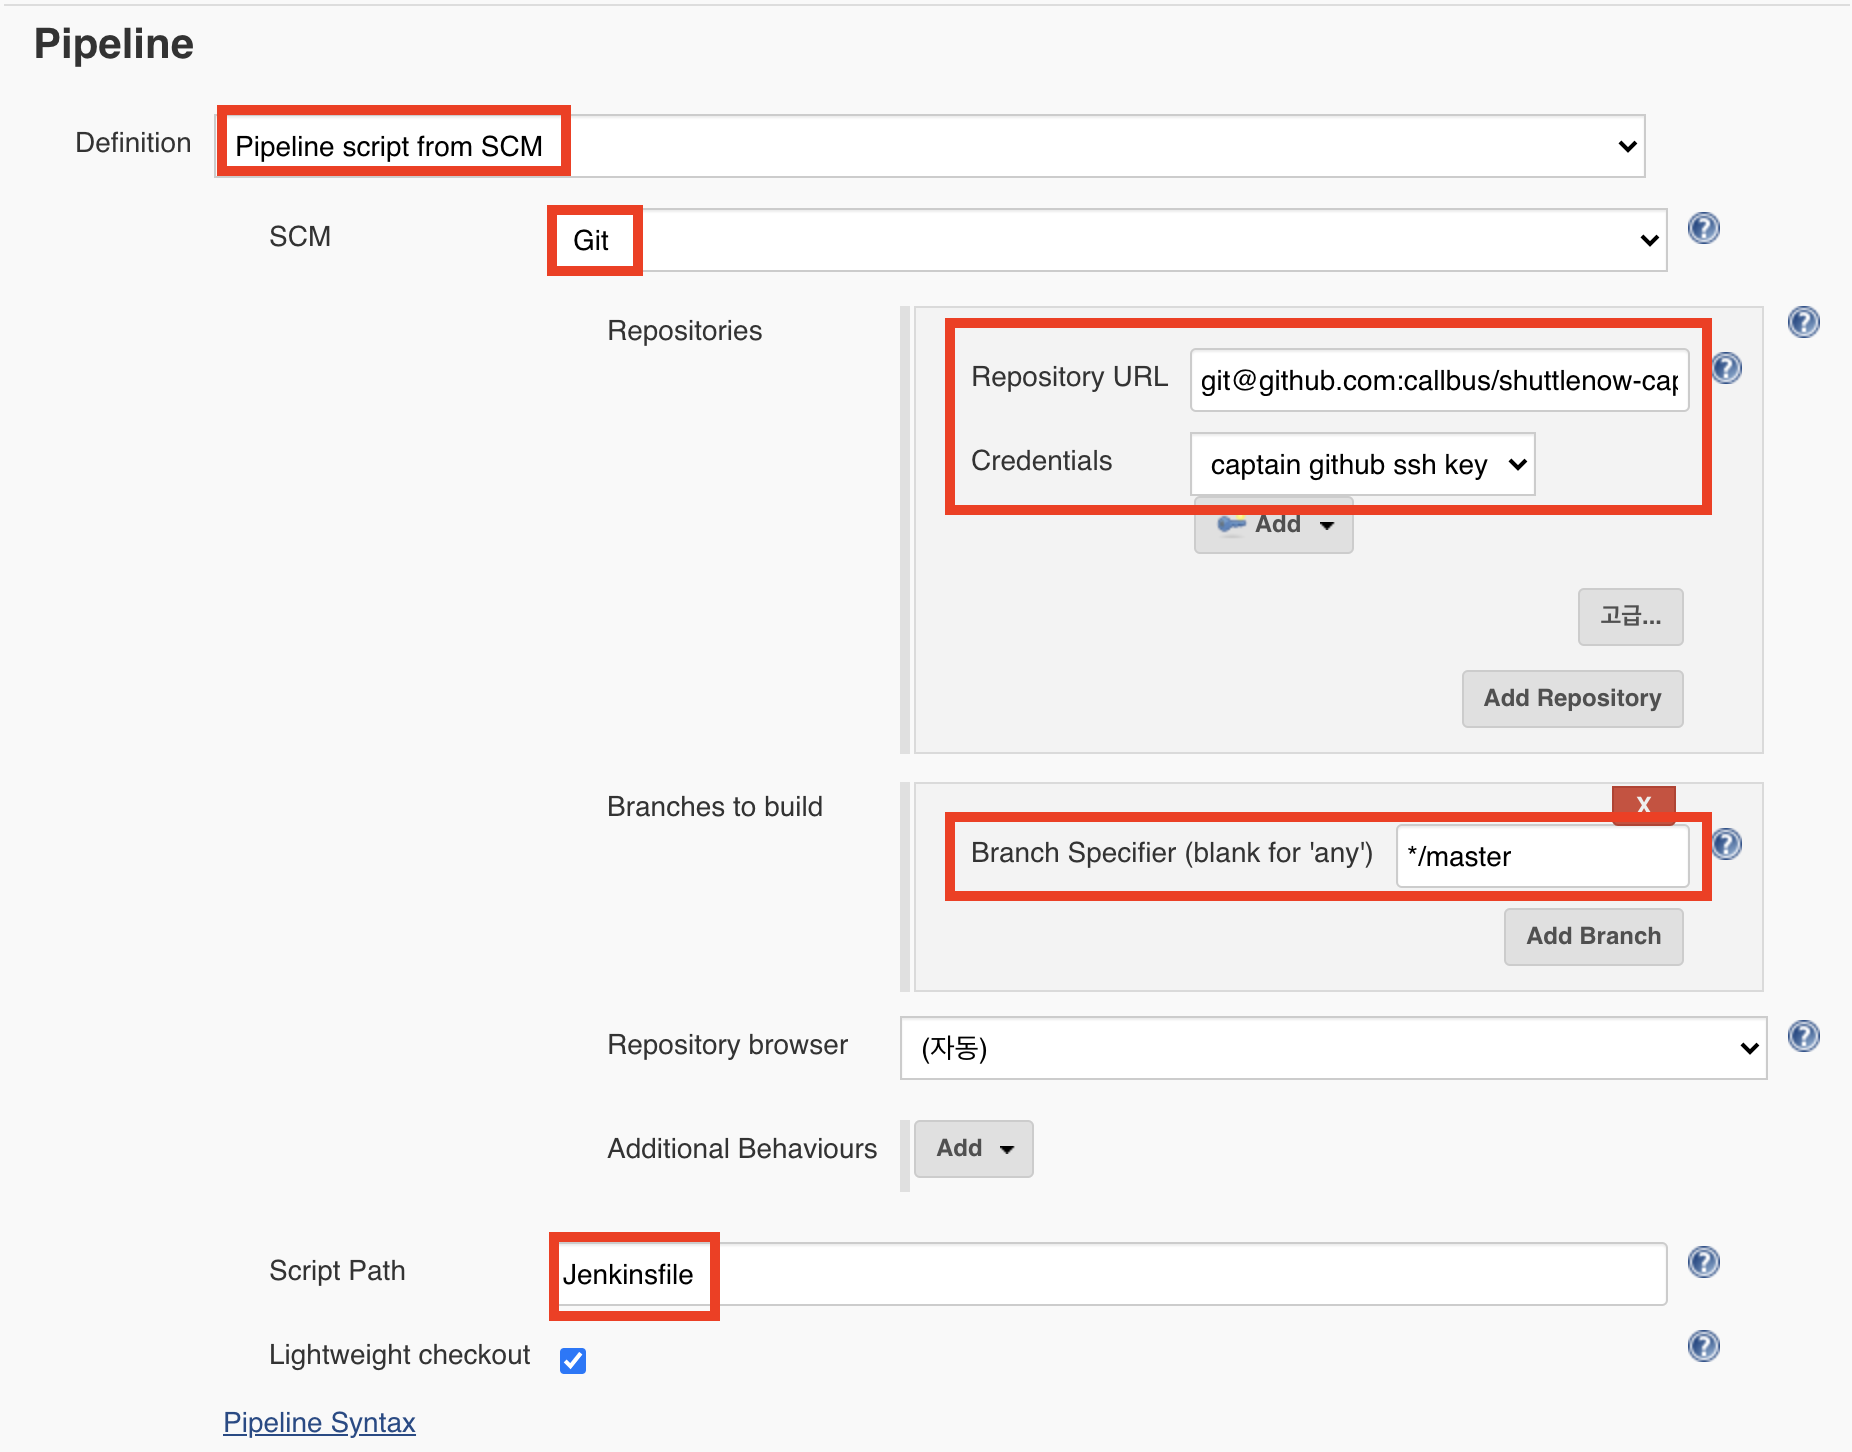 Pipeline
Definition
Pipeline script from SCM
SCM
Git
Repositories
Repository URL
git@github.com:callbus/shuttlenow-cap
Credentials
captain github ssh key
Add
고급...
Add Repository
Branches to build
X
Branch Specifier (blank for 'any')
*/master
Add Branch
Repository browser
(자동)
Additional Behaviours
Add
Script Path
Jenkinsfile
Lightweight checkout
Pipeline Syntax